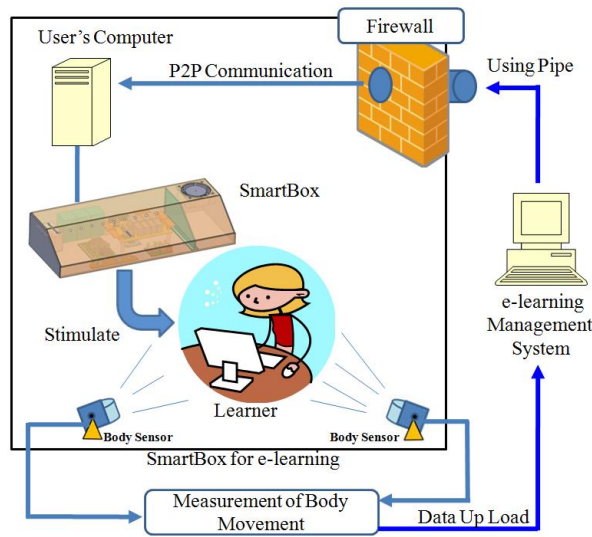 Firewall
User's Computer
P2P Communication
Using Pipe
SmartBox
e-learning
Management
System
Stimulate
Learner
Body Sensor
Body Sensor
SmartBox for e-learning
Measurement of Body
Movement
Data Up Load